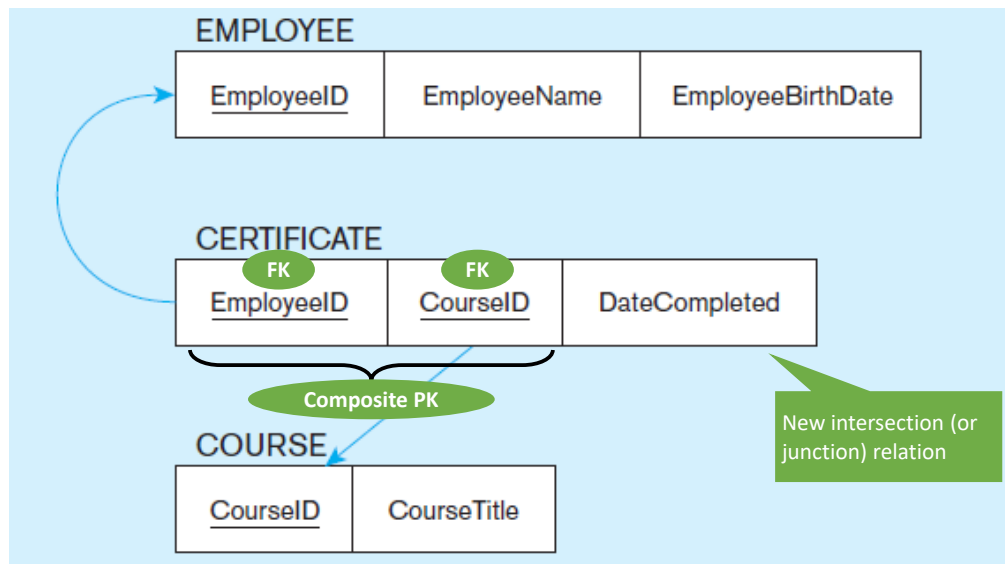 EMPLOYEE
EmployeeID EmployeeName EmployeeBirthDate
CERTIFICATE
FK FK
EmployeeID CourseID DateCompleted
Composite PK
New intersection (or
junction) relation
COURSE
CourseID CourseTitle